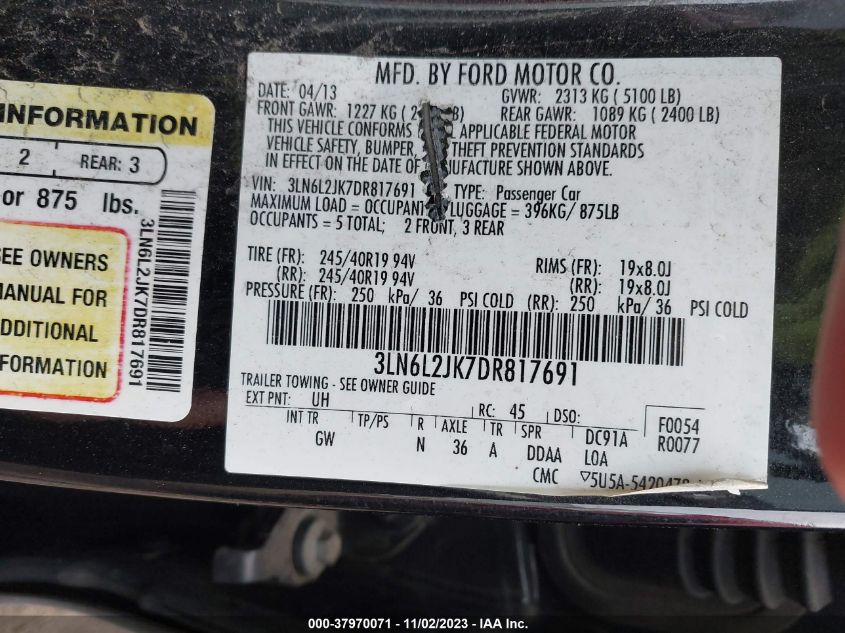 INFORMATION
2 REAR: 3
or 875 lbs.
SEE OWNERS
MANUAL FOR
ADDITIONAL
INFORMATION
3LN6L2JK7DR817691
MFD. BY FORD MOTOR CO.
DATE: 04/13 GVWR: 2313 KG ( 5100 LB)
FRONT GAWR: 1227 KG ( LB) REAR GAWR: 1089 KG ( 2400 LB)
THIS VEHICLE CONFORMS APPLICABLE FEDERAL MOTOR
VEHICLE SAFETY, BUMPER, THEFT PREVENTION STANDARDS
IN EFFECT ON THE DATE OF MANUFACTURE SHOWN ABOVE.
VIN: 3LN6L2JK7DR817691 TYPE: Passenger Car
MAXIMUM LOAD = OCCUPANT LUGGAGE = 396KG/ 875LB
OCCUPANTS = 5 TOTAL; 2 FRONT, 3 REAR
TIRE (FR): 245/40R19 94V RIMS (FR): 19x8.0J
(RR): 245/40R19 94V (RR): 19x8.0J
PRESSURE (FR): 250 kPa/ 36 PSI COLD (RR): 250 kPa/ 36 PSI COLD
3LN6L2JK7DR817691
TRAILER TOWING - SEE OWNER GUIDE
EXT PNT: UH RC: 45 DSO: F0054
INT TR TP/PS R AXLE TR SPR DC91A R0077
GW N 36 A DDAA LOA
CMC ▽5U5A-5420472
000-37970071 - 11/02/2023 - IAA Inc.